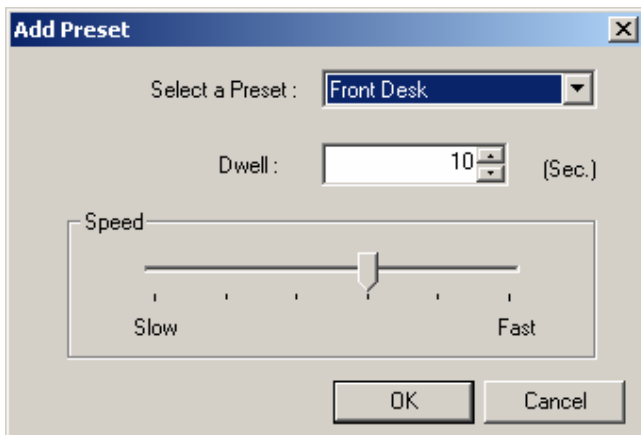 Add Preset
Select a Preset : Front Desk
Dwell : 10 (Sec.)
Speed
Slow Fast
OK Cancel